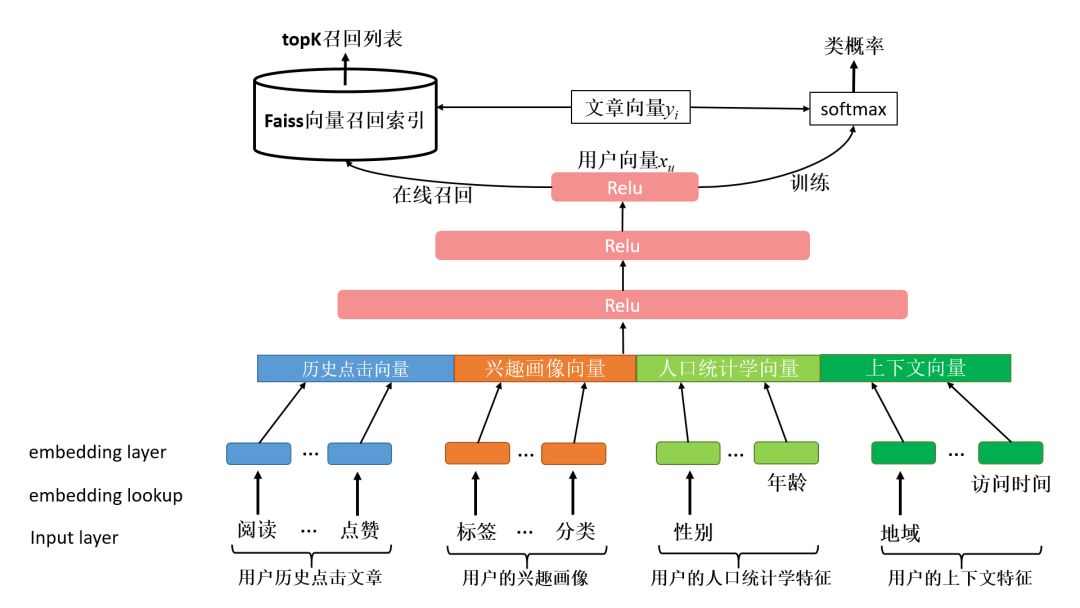 topK召回列表
类概率
Faiss向量召回索引
文章向量yi
softmax
用户向量xu
Relu
在线召回
训练
Relu
Relu
历史点击向量
兴趣画像向量
人口统计学向量
上下文向量
embedding layer
...
...
...
...
embedding lookup
年龄
访问时间
Input layer
阅读
...
点赞
标签
...
分类
性别
地域
用户历史点击文章
用户的兴趣画像
用户的人口统计学特征
用户的上下文特征